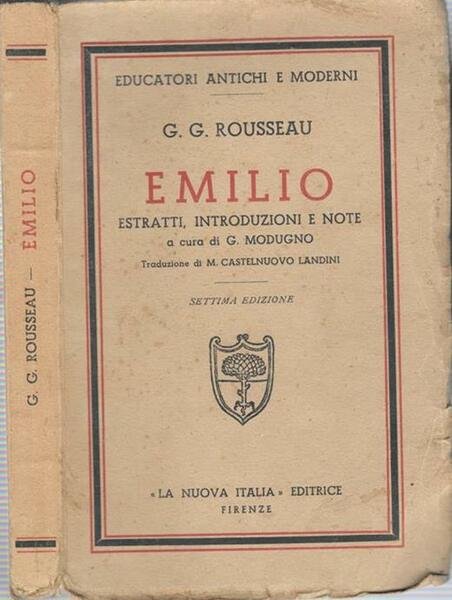 G. G. ROUSSEAU — EMILIO
EDUCATORI ANTICHI E MODERNI
G. G. ROUSSEAU
EMILIO
ESTRATTI, INTRODUZIONI E NOTE
a cura di G. MODUGNO
Traduzione di M. CASTELNUOVO LANDINI
SETTIMA EDIZIONE
«LA NUOVA ITALIA» EDITRICE
FIRENZE